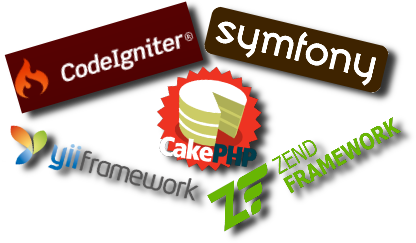 CodeIgniter®
symfony
CakePHP
yiiframework
ZEND
FRAMEWORK